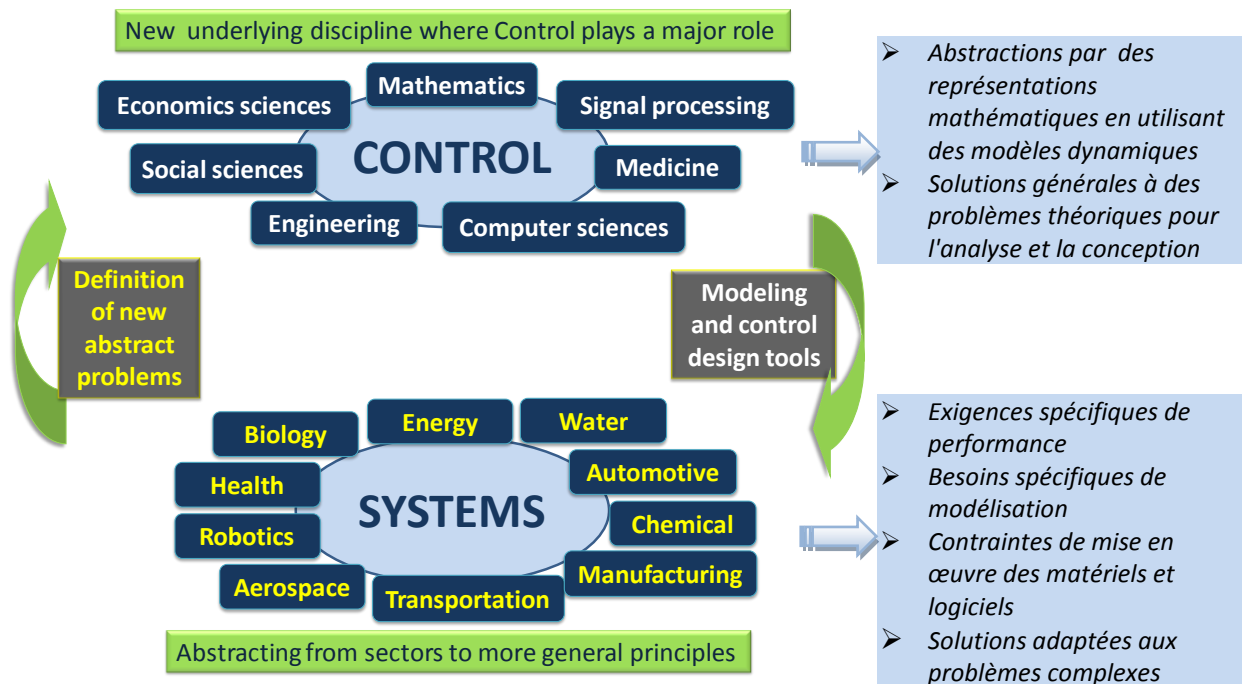 New underlying discipline where Control plays a major role
Mathematics
Economics sciences
Signal processing
CONTROL
Social sciences
Medicine
Engineering
Computer sciences
➢ Abstractions par des
représentations
mathématiques en utilisant
des modèles dynamiques
➢ Solutions générales à des
problèmes théoriques pour
l'analyse et la conception
Definition
of new
abstract
problems
Modeling
and control
design tools
Energy
Water
Biology
Automotive
Health
SYSTEMS
Chemical
Robotics
Manufacturing
Aerospace
Transportation
Abstracting from sectors to more general principles
➢ Exigences spécifiques de
performance
➢ Besoins spécifiques de
modélisation
➢ Contraintes de mise en
œuvre des matériels et
logiciels
➢ Solutions adaptées aux
problèmes complexes